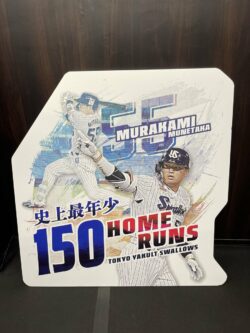 55
MURAKAMI
MUNETAKA
史上最年少
150 HOME
RUNS
TOKYO YAKULT SWALLOWS